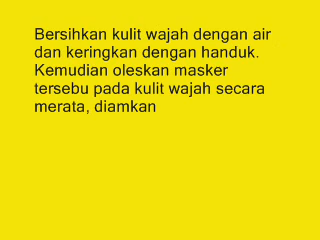 Bersihkan kulit wajah dengan air
dan keringkan dengan handuk.
Kemudian oleskan masker
tersebu pada kulit wajah secara
merata, diamkan